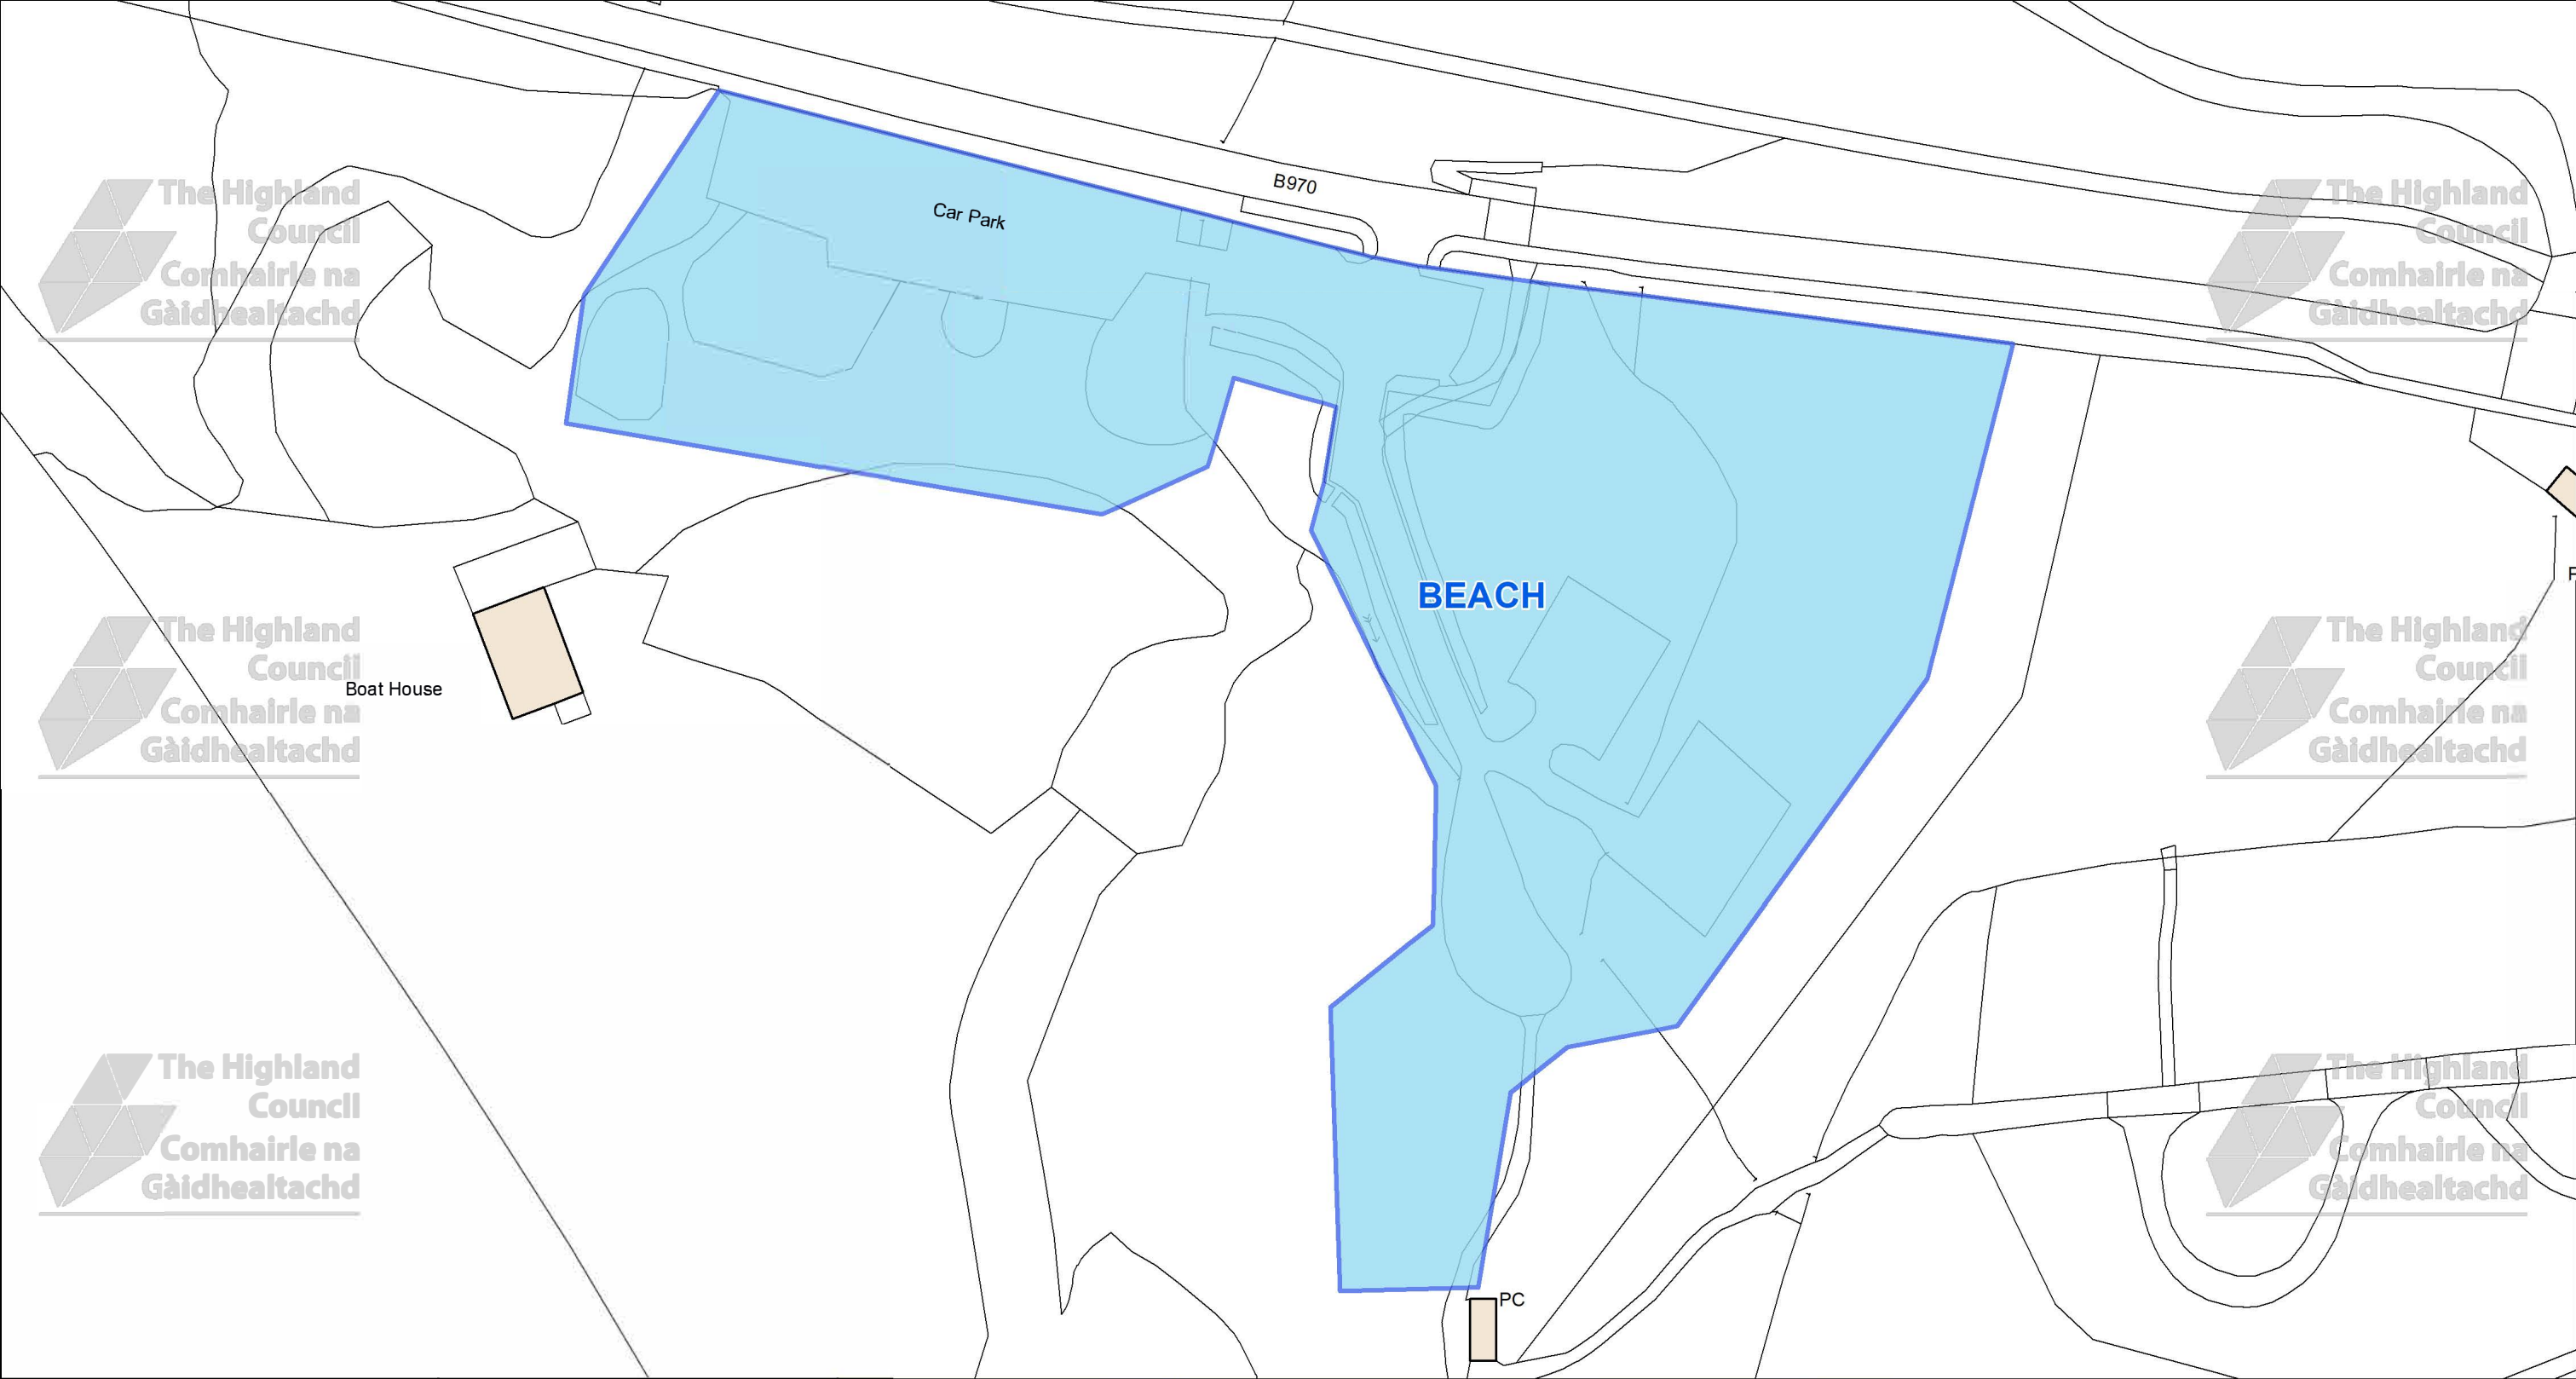 The Highland
Council
Comhairle na
Gàidhealtachd
The Highland
Council
Comhairle na
Gàidhealtachd
B970
Car Park
BEACH
The Highland
Council
Comhairle na
Gàidhealtachd
Boat House
The Highland
Council
Comhairle na
Gàidhealtachd
The Highland
Council
Comhairle na
Gàidhealtachd
The Highland
Council
Comhairle na
Gàidhealtachd
PC